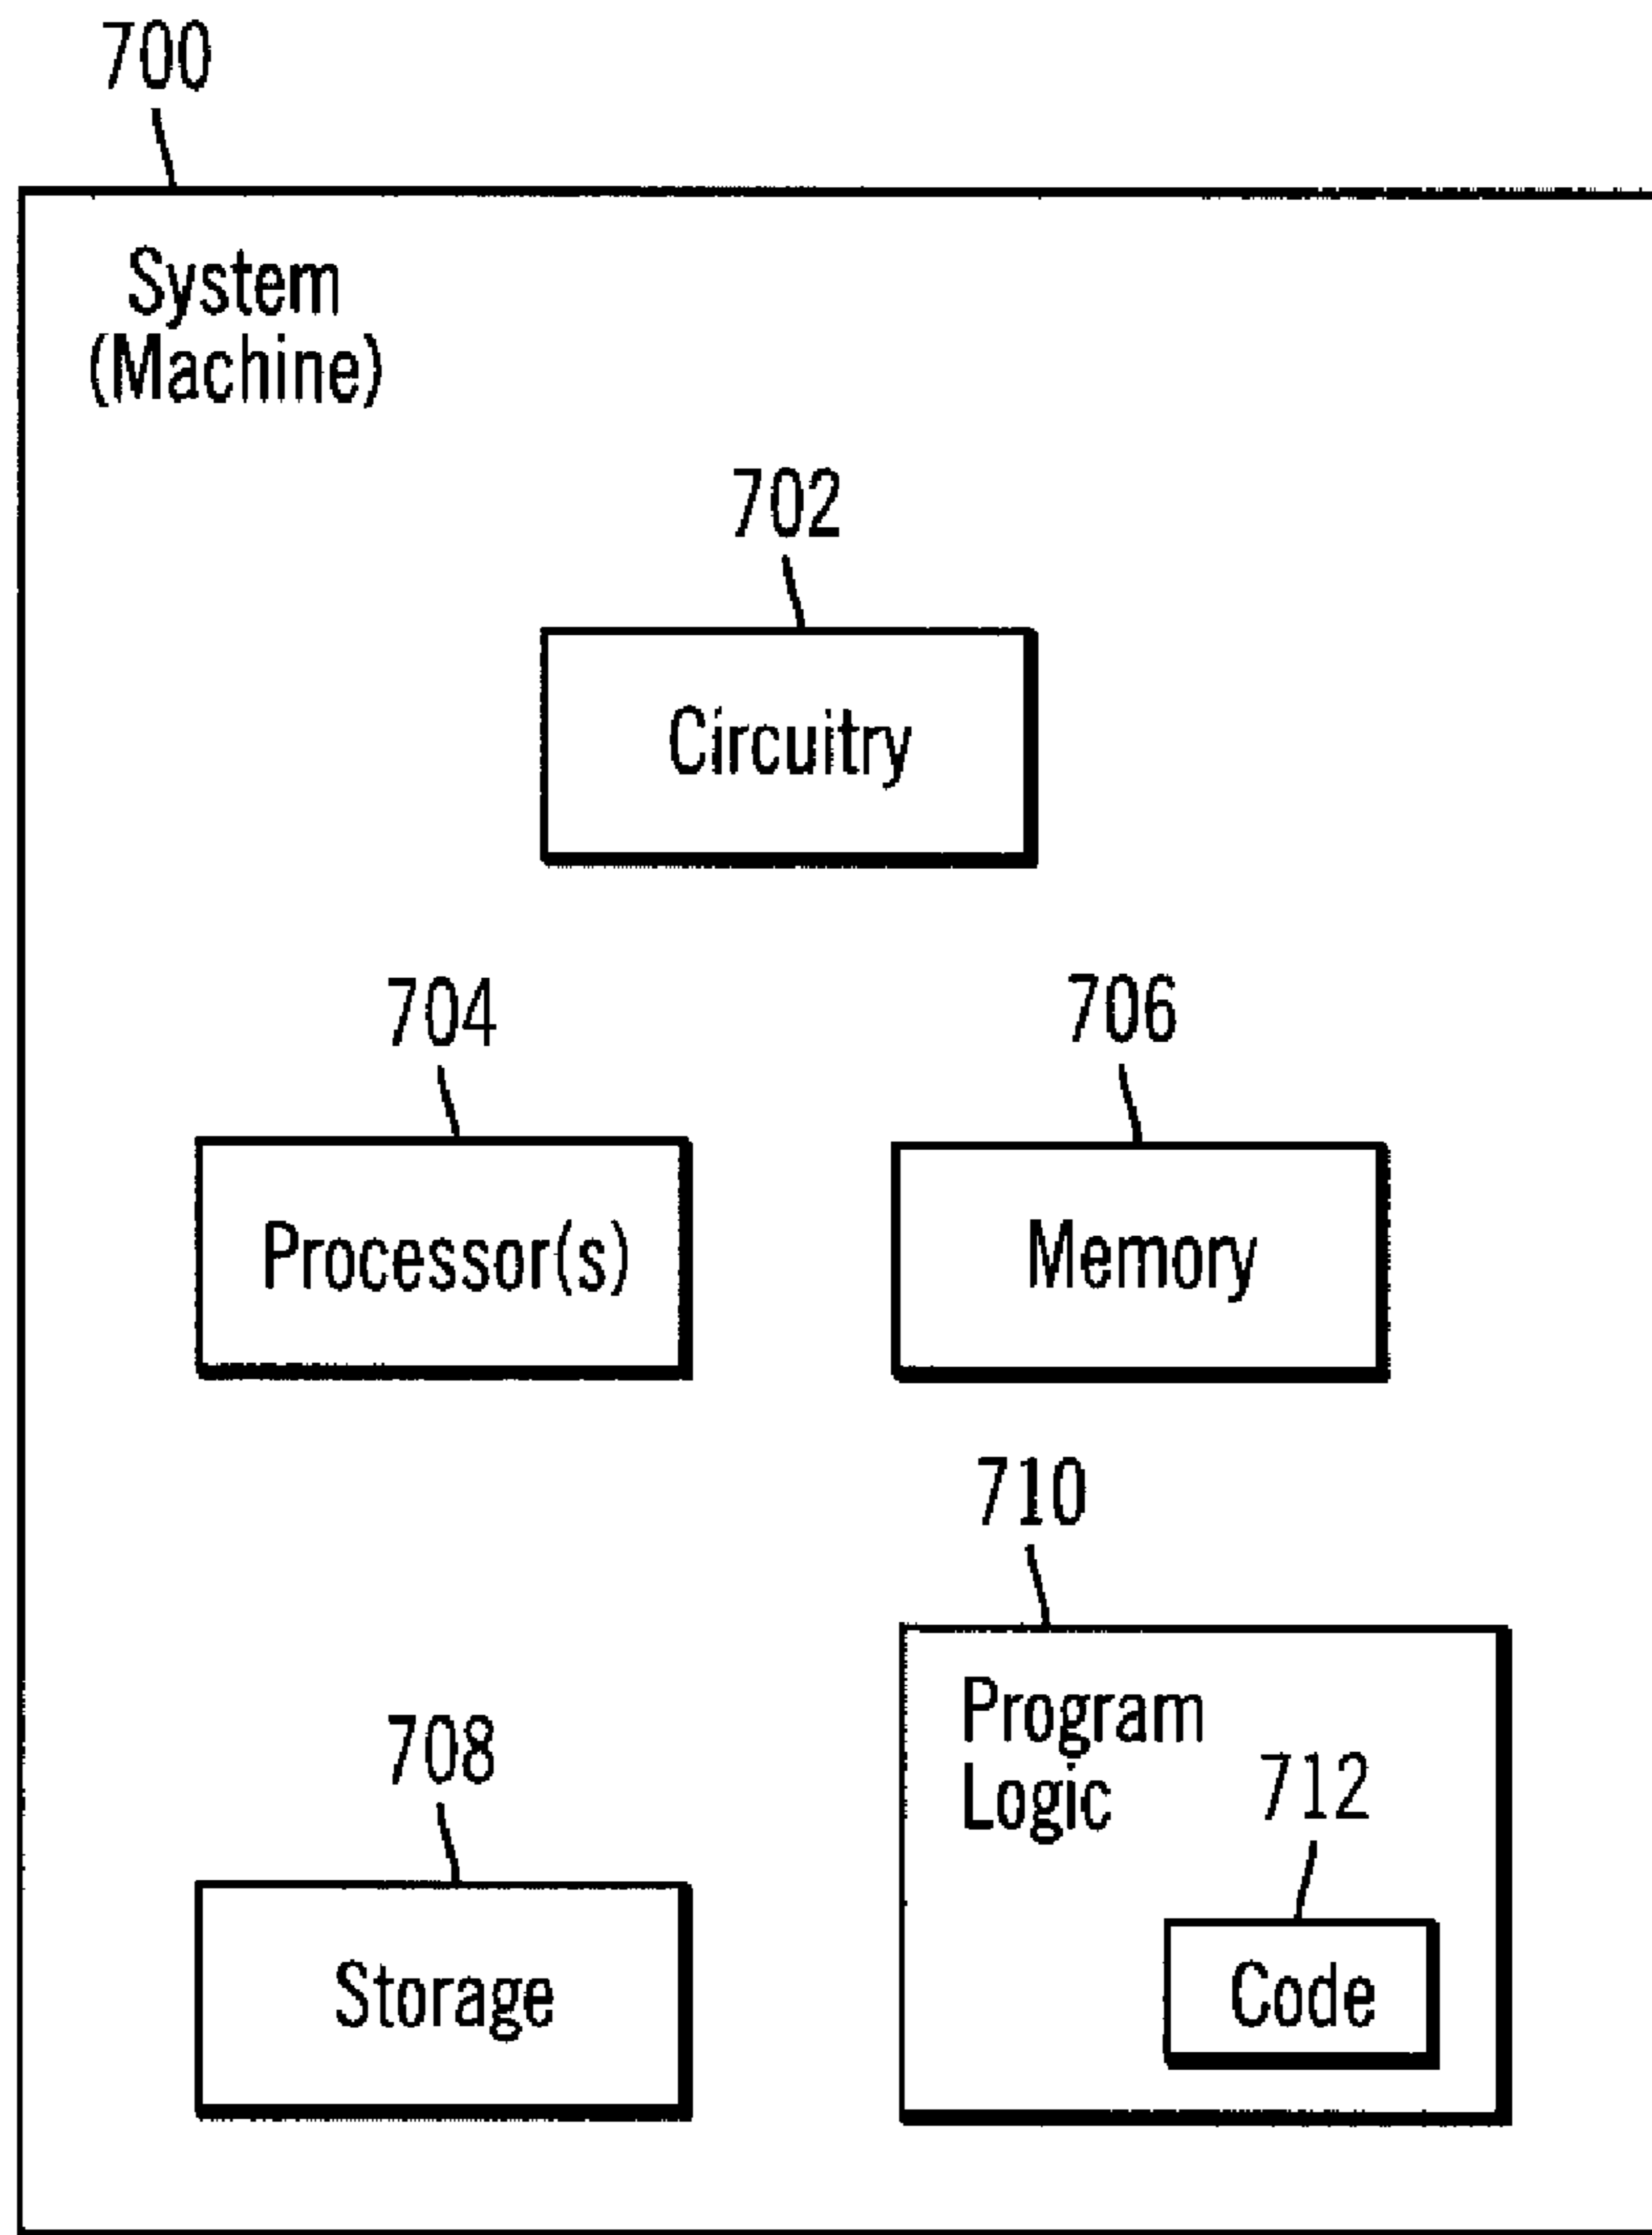 700
System
(Machine)
702
Circuitry
704
706
Processor(s)
Memory
710
Program
Logic
708
712
Storage
Code